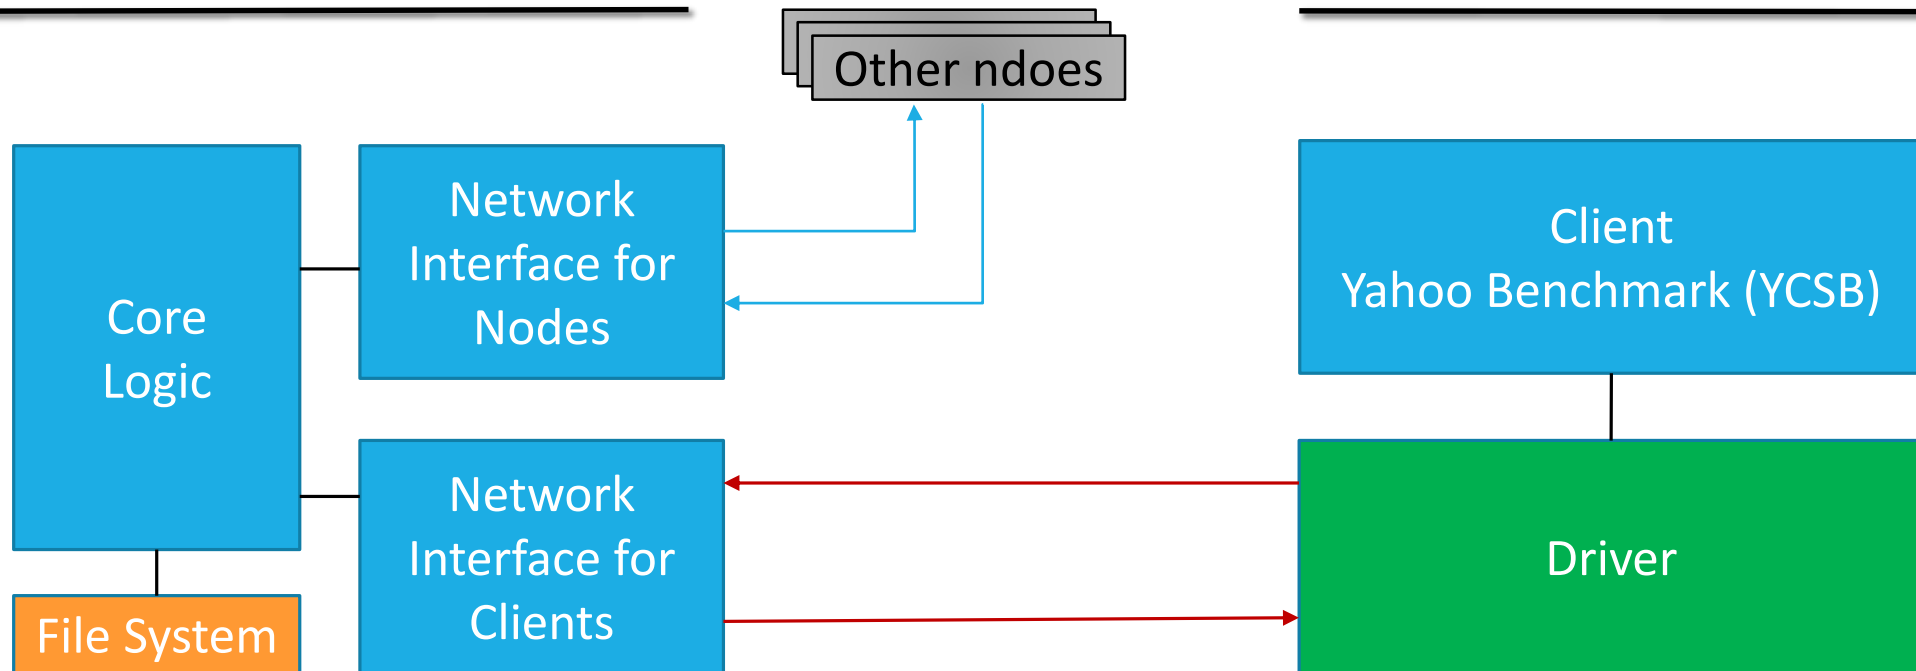 Other ndoes
Network
Interface for
Nodes
Core
Logic
Client
Yahoo Benchmark (YCSB)
Network
Interface for
Clients
Driver
File System